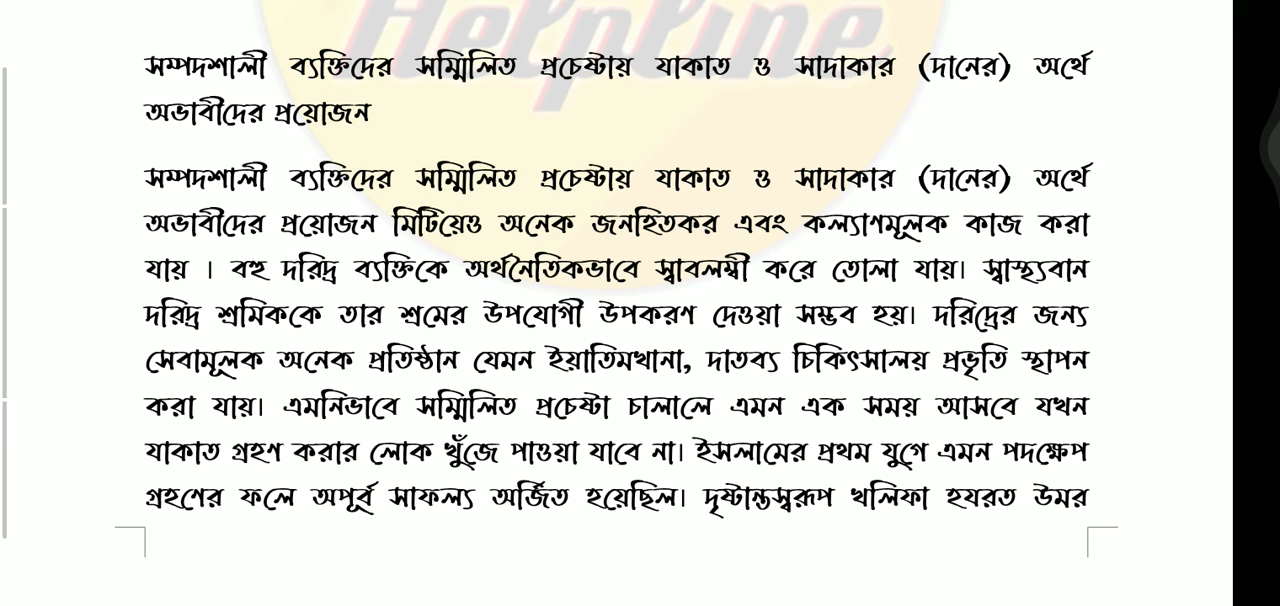 Helpline
সম্পদশালী ব্যক্তিদের সম্মিলিত প্রচেষ্টায় যাকাত ও সাদাকার (দানের) অর্থে
অভাবীদের প্রয়োজন
সম্পদশালী ব্যক্তিদের সম্মিলিত প্রচেষ্টায় যাকাত ও সাদাকার (দানের) অর্থে
অভাবীদের প্রয়োজন মিটিয়েও অনেক জনহিতকর এবং কল্যাণমূলক কাজ করা
যায় । বহু দরিদ্র ব্যক্তিকে অর্থনৈতিকভাবে স্বাবলম্বী করে তোলা যায়। স্বাস্থ্যবান
দরিদ্র শ্রমিককে তার শ্রমের উপযোগী উপকরণ দেওয়া সম্ভব হয়। দরিদ্রের জন্য
সেবামূলক অনেক প্রতিষ্ঠান যেমন ইয়াতিমখানা, দাতব্য চিকিৎসালয় প্রভৃতি স্থাপন
করা যায়। এমনিভাবে সম্মিলিত প্রচেষ্টা চালালে এমন এক সময় আসবে যখন
যাকাত গ্রহণ করার লোক খুঁজে পাওয়া যাবে না। ইসলামের প্রথম যুগে এমন পদক্ষেপ
গ্রহণের ফলে অপূর্ব সাফল্য অর্জিত হয়েছিল। দৃষ্টান্তস্বরূপ খলিফা হযরত উমর